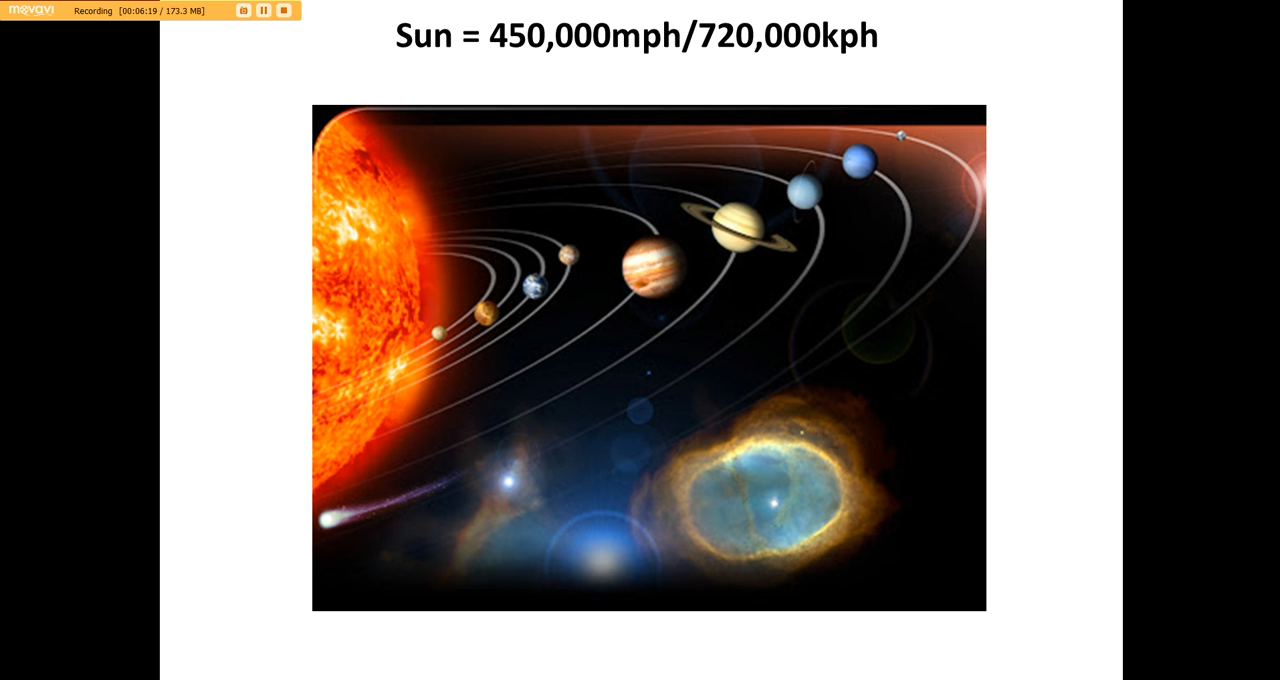 movavi Recording [00:06:19 / 173.3 MB]
Sun = 450,000mph/720,000kph